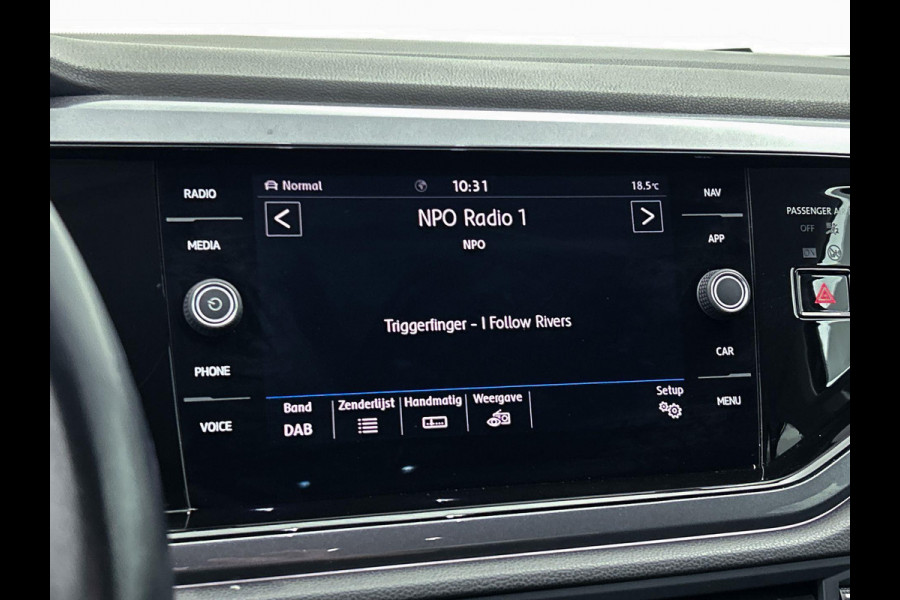 RADIO
MEDIA
PHONE
VOICE
Normal
10:31
18.5°C
<
NPO Radio 1
>
NPO
Triggerfinger - I Follow Rivers
Band
DAB
Zenderlijst
Handmatig
Weergave
Setup
NAV
APP
CAR
MENU
PASSENGER
OFF
ON